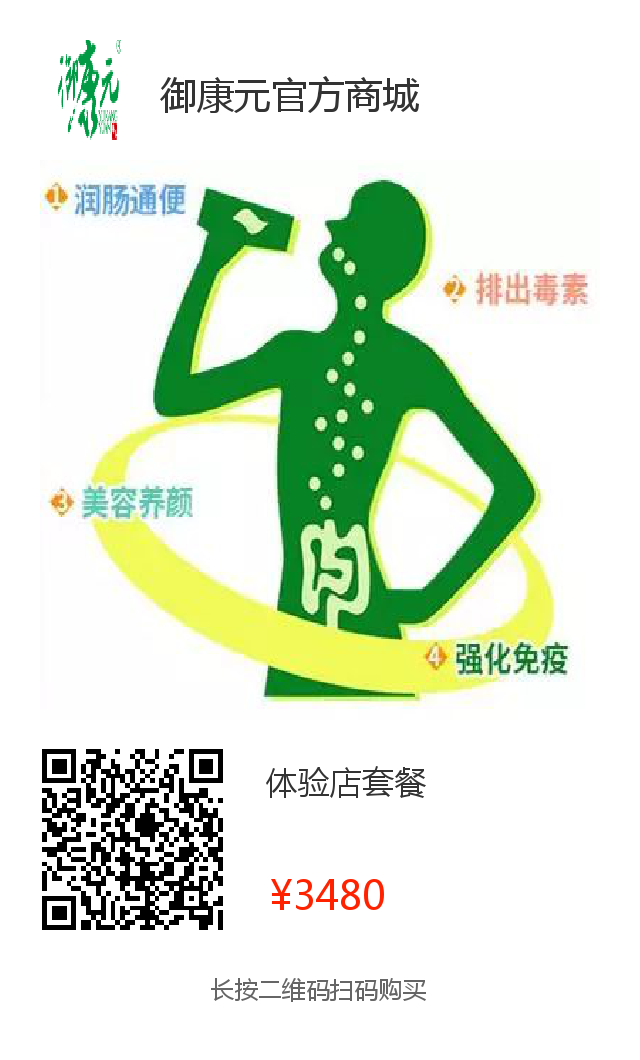 御康元
御康元官方商城
1 润肠通便
2 排出毒素
3 美容养颜
4 强化免疫
体验店套餐
¥3480
长按二维码扫码购买